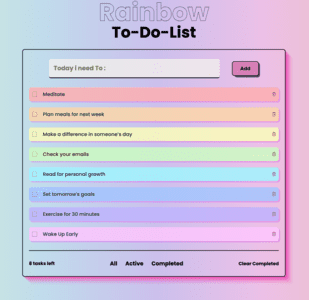 Rainbow
To-Do-List
Today i need To :
Add
Meditate
Plan meals for next week
Make a difference in someone's day
Check your emails
Read for personal growth
Set tomorrow's goals
Exercise for 30 minutes
Wake Up Early
8 tasks left
All Active Completed
Clear Completed